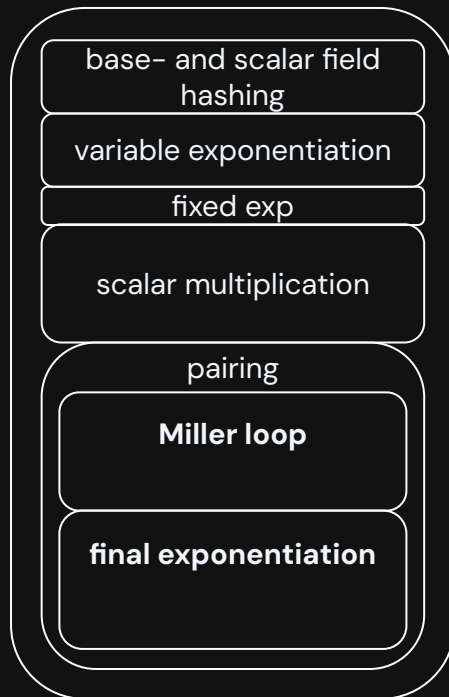 base- and scalar field
hashing
variable exponentiation
fixed exp
scalar multiplication
pairing
Miller loop
final exponentiation